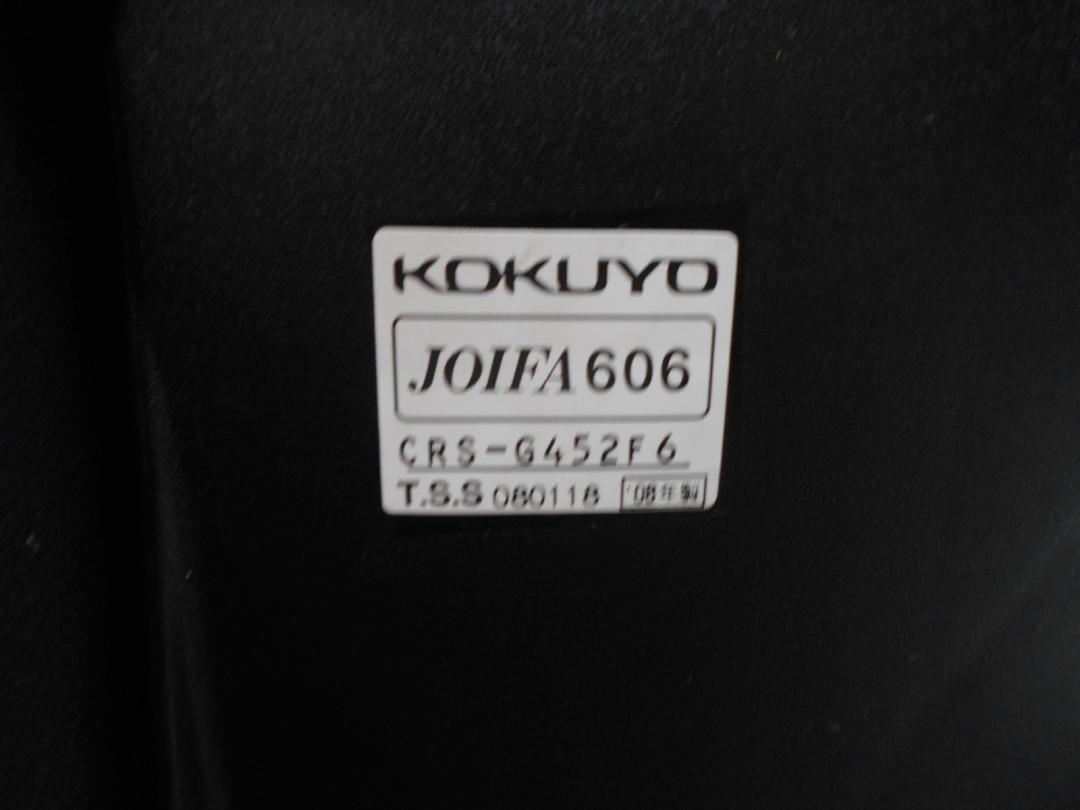 KOKUYO
JOIFA 606
CRS-G452F6
T.S.S 080118 '08年製